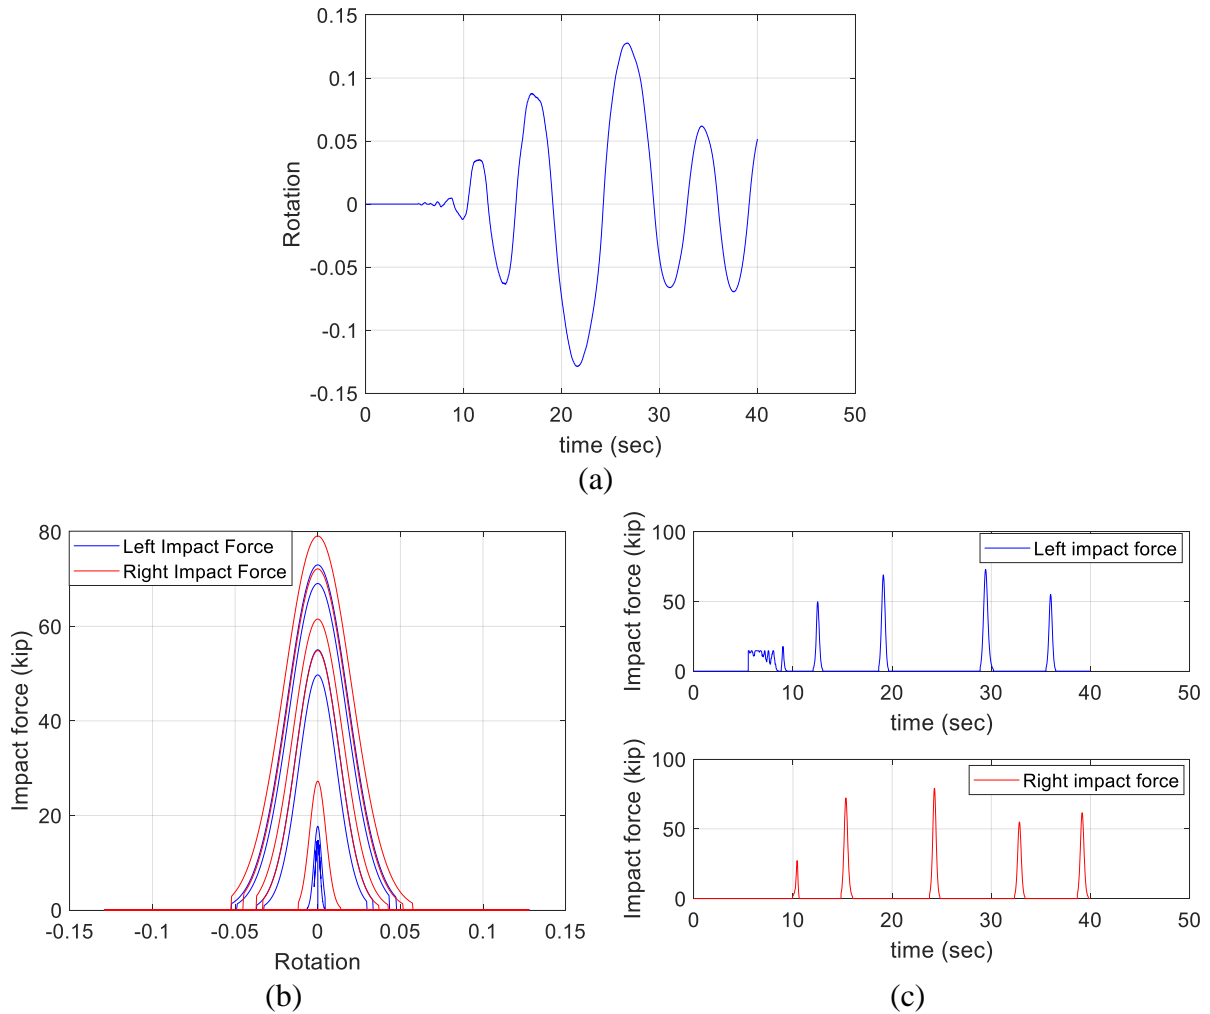 0.15
0.1
0.05
0
-0.05
-0.1
-0.15
Rotation
0 10 20 30 40 50
time (sec)
(a)
80
60
40
20
0
Impact force (kip)
Left Impact Force
Right Impact Force
-0.15 -0.1 -0.05 0 0.05 0.1 0.15
Rotation
(b)
100
50
0
Impact force (kip)
Left impact force
0 10 20 30 40 50
time (sec)
100
50
0
Impact force (kip)
Right impact force
0 10 20 30 40 50
time (sec)
(c)